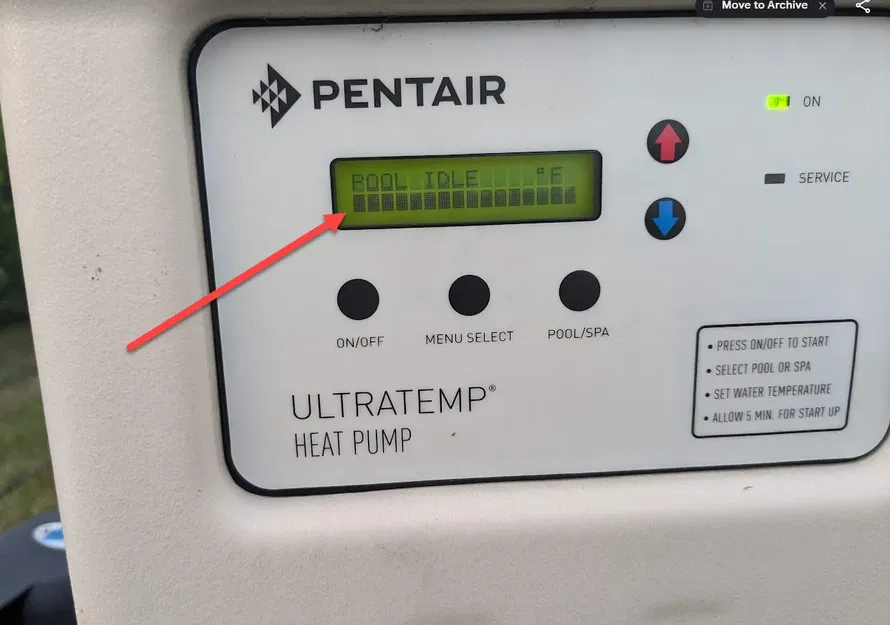 Move to Archive
PENTAIR
ON
POOL IDLE °F
SERVICE
ON/OFF
MENU SELECT
POOL/SPA
ULTRATEMP®
HEAT PUMP
• PRESS ON/OFF TO START
• SELECT POOL OR SPA
• SET WATER TEMPERATURE
• ALLOW 5 MIN. FOR START UP